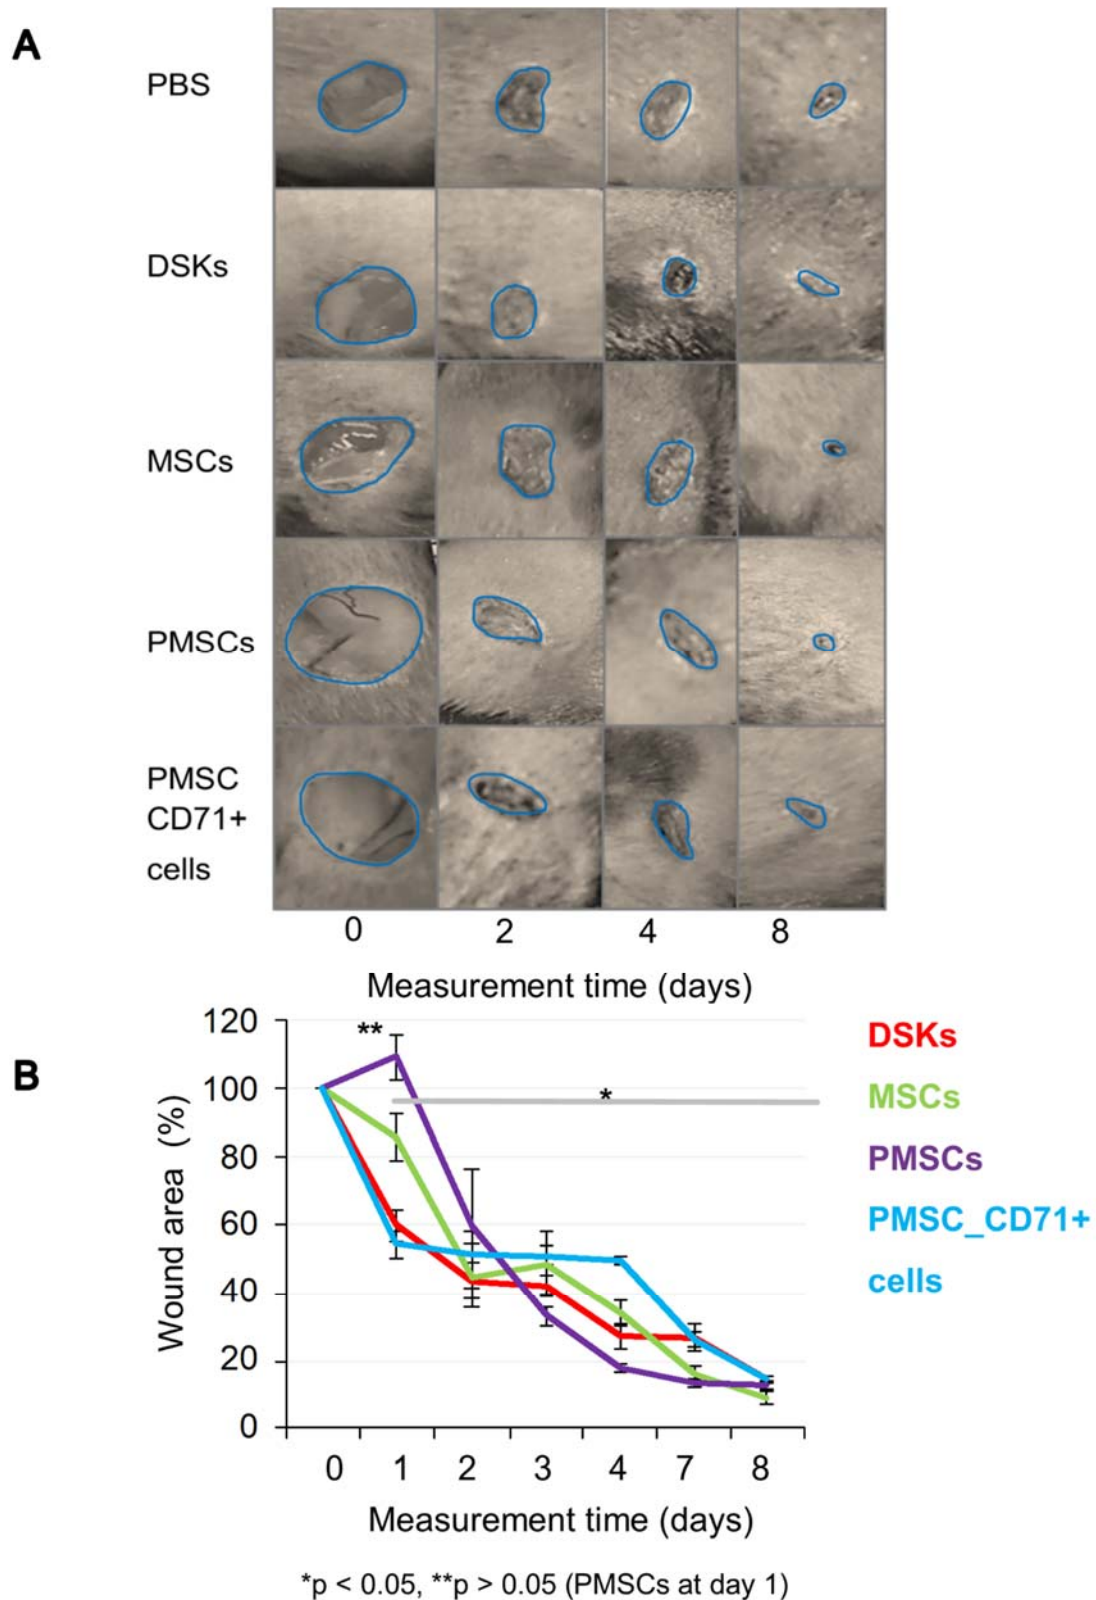 A
PBS
DSKs
MSCs
PMSCs
PMSC
CD71+
cells
0 2 4 8
Measurement time (days)
B
Wound area (%)
120
100
80
60
40
20
0
**
*
0 1 2 3 4 7 8
Measurement time (days)
DSKs
MSCs
PMSCs
PMSC_CD71+
cells
*p < 0.05, **p > 0.05 (PMSCs at day 1)